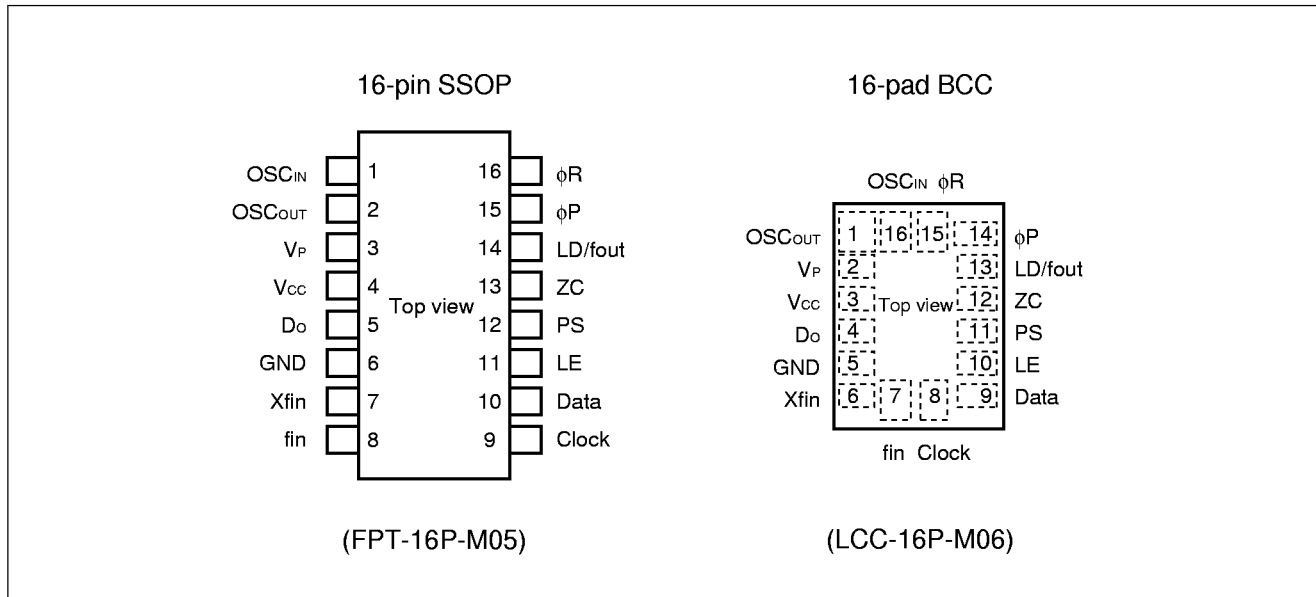 16-pin SSOP
OSCIN 1 16 ϕR
OSCOUT 2 15 ϕP
VP 3 14 LD/fout
VCC 4 13 ZC
Top view
DO 5 12 PS
GND 6 11 LE
Xfin 7 10 Data
fin 8 9 Clock
(FPT-16P-M05)
16-pad BCC
OSCIN ϕR
OSCOUT 1 16 15 14 ϕP
VP 2 13 LD/fout
VCC 3 Top view 12 ZC
DO 4 11 PS
GND 5 10 LE
Xfin 6 7 8 9 Data
fin Clock
(LCC-16P-M06)